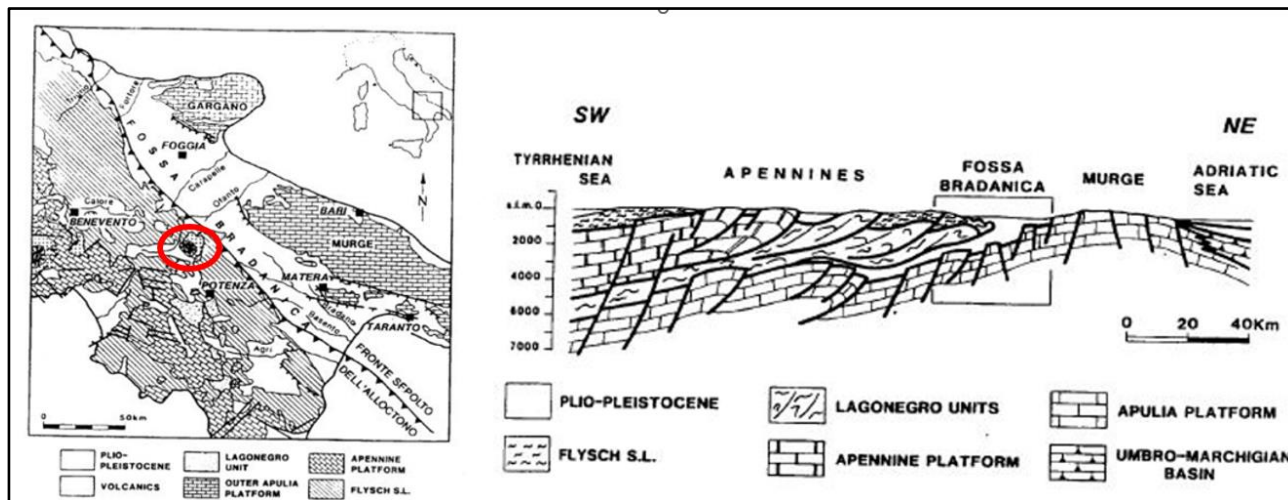 GARGANO
Fortore
FOSSA
FOGGIA
Carapelle
N
Ofanto
Calore
BENEVENTO
BRADANICA
BARI
MURGE
MATERA
POTENZA
Bradano
TARANTO
Basento
Agri
FRONTE SEPOLTO
DELL'ALLOCTONO
0 50km
PLIO-
PLEISTOCENE
LAGONEGRO
UNIT
APENNINE
PLATFORM
VOLCANICS
OUTER APULIA
PLATFORM
FLYSCH S.L.
SW
NE
TYRRHENIAN
SEA
APENNINES
FOSSA
BRADANICA
MURGE
ADRIATIC
SEA
s.l.m. 0
2000
4000
6000
7000
0 20 40Km
PLIO-PLEISTOCENE
LAGONEGRO UNITS
APULIA PLATFORM
FLYSCH S.L.
APENNINE PLATFORM
UMBRO-MARCHIGIAN
BASIN